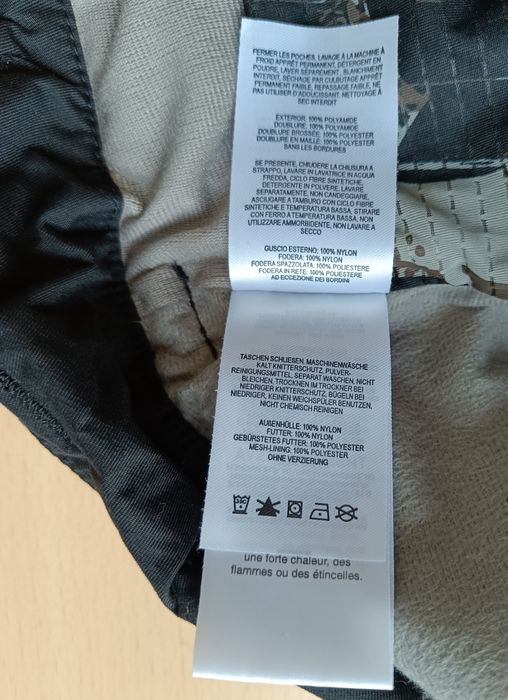 FERMER LES POCHES, LAVAGE À LA MACHINE À
FROID APPRÊT PERMANENT, DÉTERGENT EN
POUDRE, LAVER SÉPARÉMENT, BLANCHIMENT
INTERDIT, SÉCHAGE PAR CULBUTAGE APPRÊT
PERMANENT FAIBLE, REPASSAGE FAIBLE, NE
PAS UTILISER D'ADOUCISSANT, NETTOYAGE À
SEC INTERDIT
EXTERIOR: 100% POLYAMIDE
DOUBLURE: 100% POLYAMIDE
DOUBLURE BROSSÉE: 100% POLYESTER
DOUBLURE EN MAILLE: 100% POLYESTER
SANS LES BORDURES
SE PRESENTE, CHIUDERE LA CHIUSURA A
STRAPPO, LAVARE IN LAVATRICE IN ACQUA
FREDDA, CICLO FIBRE SINTETICHE,
DETERGENTE IN POLVERE, LAVARE
SEPARATAMENTE, NON CANDEGGIARE,
ASCIUGARE A TAMBURO CON CICLO FIBRE
SINTETICHE E TEMPERATURA BASSA, STIRARE
CON FERRO A TEMPERATURA BASSA, NON
UTILIZZARE AMMORBIDENTE, NON LAVARE A
SECCO
GUSCIO ESTERNO: 100% NYLON
FODERA: 100% NYLON
FODERA SPAZZOLATA: 100% POLIESTERE
FODERA IN RETE: 100% POLIESTERE
AD ECCEZIONE DEI BORDINI
TASCHEN SCHLIEßEN, MASCHINENWÄSCHE
KALT KNITTERSCHUTZ, PULVER-
REINIGUNGSMITTEL, SEPARAT WASCHEN, NICHT
BLEICHEN, TROCKNEN IM TROCKNER BEI
NIEDRIGER KNITTERSCHUTZ, BÜGELN BEI
NIEDRIGER, KEINEN WEICHSPÜLER BENUTZEN,
NICHT CHEMISCH REINIGEN
AUßENHÜLLE: 100% NYLON
FUTTER: 100% NYLON
GEBÜRSTETES FUTTER: 100% POLYESTER
MESH-LINING: 100% POLYESTER
OHNE VERZIERUNG
une forte chaleur, des
flammes ou des étincelles.